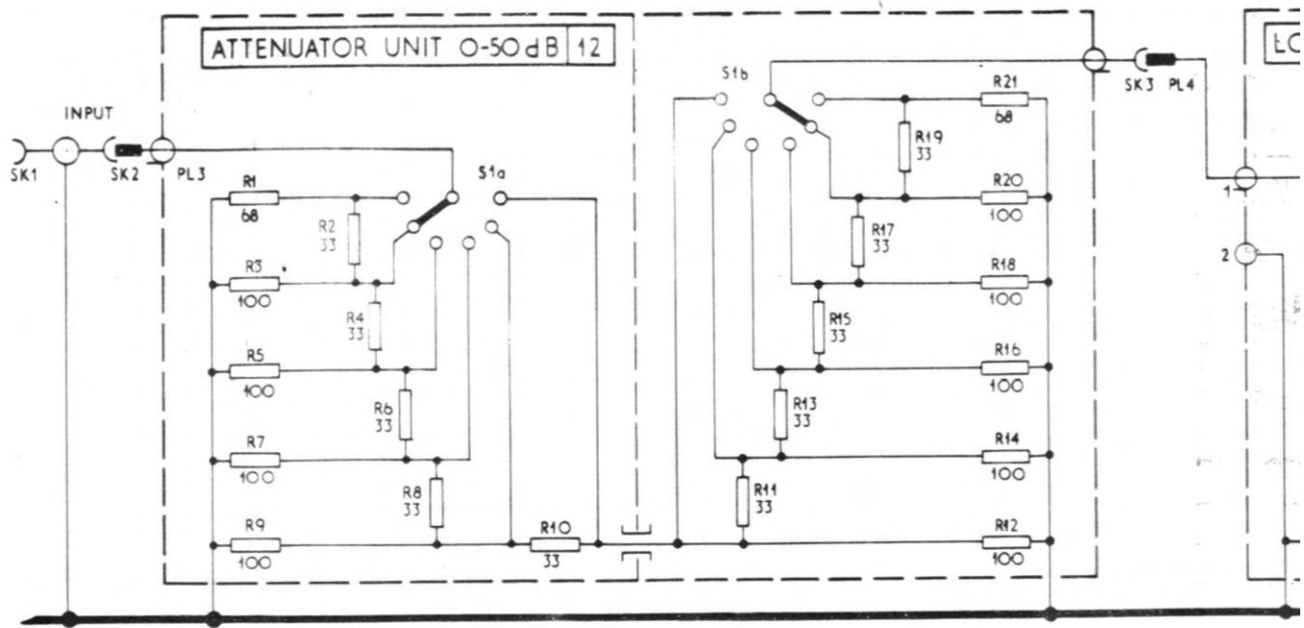 ATTENUATOR UNIT 0-50dB 12
INPUT
SK1
SK2
PL3
R1
68
R2
33
R3
100
R4
33
R5
100
R6
33
R7
100
R8
33
R9
100
R10
33
S1a
S1b
R21
68
R19
33
R20
100
R17
33
R18
100
R15
33
R16
100
R13
33
R14
100
R11
33
R12
100
SK3
PL4
1
2